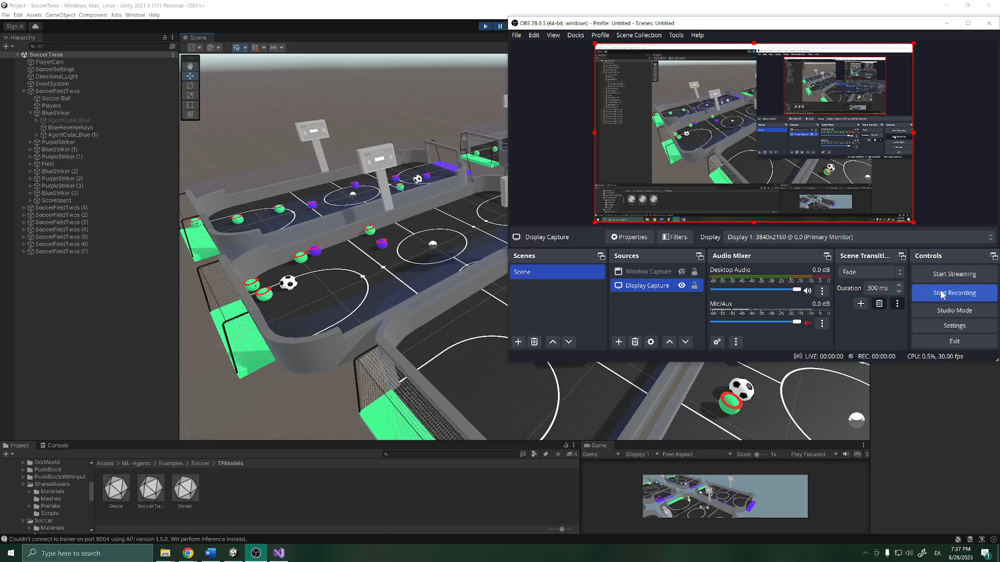 Project - SoccerTwos - Windows, Mac, Linux - Unity 2021.3.11f1 Personal <DX11>
File Edit Assets GameObject Component Jobs Window Help
Sign in
Hierarchy
All
SoccerTwos
PlayerCam
SoccerSettings
Directional_Light
EventSystem
SoccerFieldTwos
Soccer Ball
Players
BlueStriker
AgentCube_Blue
BlueReverseRays
AgentCube_Blue (1)
PurpleStriker
BlueStriker (1)
PurpleStriker (1)
Field
BlueStriker (2)
PurpleStriker (2)
PurpleStriker (3)
BlueStriker (3)
Scoreboard
SoccerFieldTwos (1)
SoccerFieldTwos (2)
SoccerFieldTwos (3)
SoccerFieldTwos (4)
SoccerFieldTwos (5)
SoccerFieldTwos (6)
SoccerFieldTwos (7)
Scene
2
0 0
OBS 28.0.3 (64-bit, windows) - Profile: Untitled - Scenes: Untitled
File Edit View Docks Profile Scene Collection Tools Help
Display Capture Properties Filters Display Display 1: 3840x2160 @ 0,0 (Primary Monitor)
Scenes
Scene
Sources
Window Capture
Display Capture
Audio Mixer
Desktop Audio 0.0 dB
-60 -55 -50 -45 -40 -35 -30 -25 -20 -15 -10 -5 0
Mic/Aux 0.0 dB
-60 -55 -50 -45 -40 -35 -30 -25 -20 -15 -10 -5 0
Scene Transiti...
Fade
Duration 300 ms
Controls
Start Streaming
Start Recording
Studio Mode
Settings
Exit
LIVE: 00:00:00 REC: 00:00:00 CPU: 0.5%, 30.00 fps
Project Console
4
GridWorld
PushBlock
PushBlockWithInput
SharedAssets
Materials
Meshes
Prefabs
Scripts
Soccer
Materials
Assets ML-Agents Examples Soccer TFModels
Goalie SoccerTw... Striker
Game
Game Display 1 Free Aspect Scale 1x Play Focused S
Couldn't connect to trainer on port 5004 using API version 1.5.0. Will perform inference instead.
Type here to search
ΕΛ
7:37 PM
6/28/2023
1